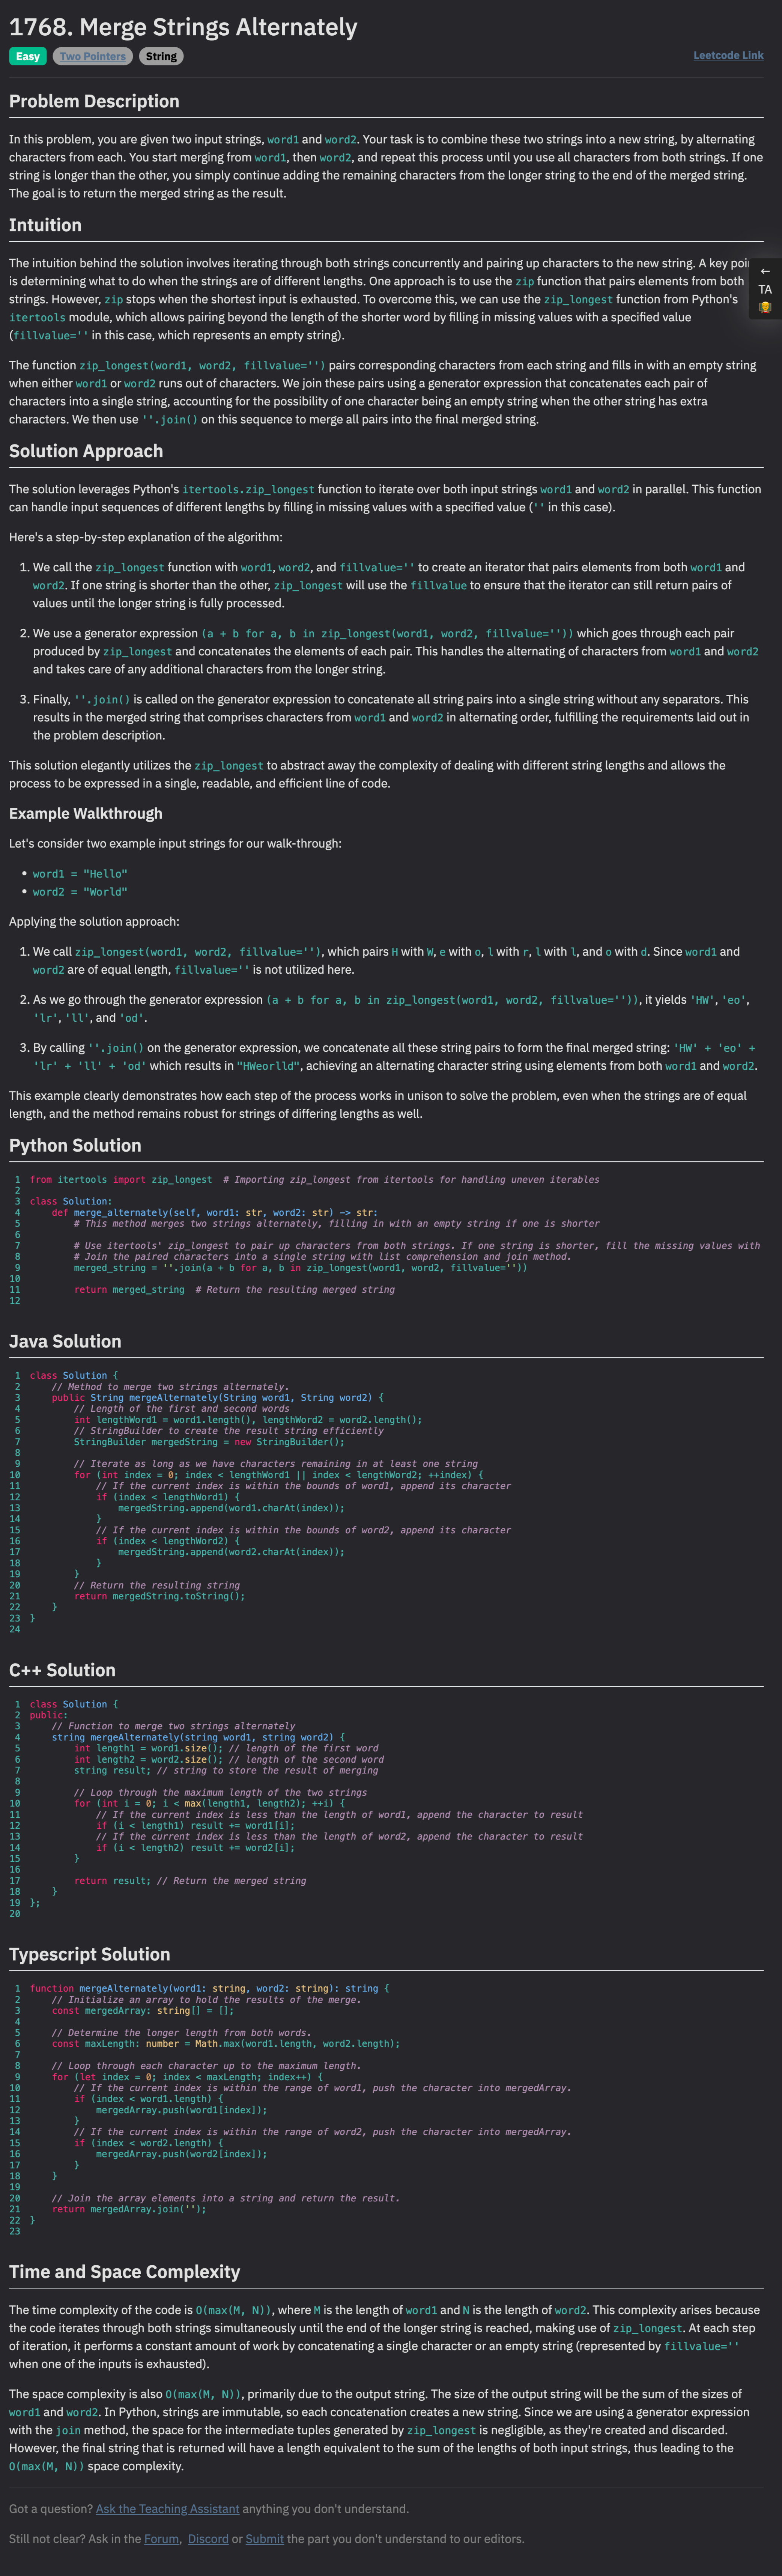 1768. Merge Strings Alternately
Easy Two Pointers String Leetcode Link
Problem Description
In this problem, you are given two input strings, word1 and word2. Your task is to combine these two strings into a new string, by alternating
characters from each. You start merging from word1, then word2, and repeat this process until you use all characters from both strings. If one
string is longer than the other, you simply continue adding the remaining characters from the longer string to the end of the merged string.
The goal is to return the merged string as the result.
Intuition
The intuition behind the solution involves iterating through both strings concurrently and pairing up characters to the new string. A key poi
is determining what to do when the strings are of different lengths. One approach is to use the zip function that pairs elements from both
strings. However, zip stops when the shortest input is exhausted. To overcome this, we can use the zip_longest function from Python's
itertools module, which allows pairing beyond the length of the shorter word by filling in missing values with a specified value
(fillvalue='' in this case, which represents an empty string).
←
TA
The function zip_longest(word1, word2, fillvalue='') pairs corresponding characters from each string and fills in with an empty string
when either word1 or word2 runs out of characters. We join these pairs using a generator expression that concatenates each pair of
characters into a single string, accounting for the possibility of one character being an empty string when the other string has extra
characters. We then use ''.join() on this sequence to merge all pairs into the final merged string.
Solution Approach
The solution leverages Python's itertools.zip_longest function to iterate over both input strings word1 and word2 in parallel. This function
can handle input sequences of different lengths by filling in missing values with a specified value ('' in this case).
Here's a step-by-step explanation of the algorithm:
1. We call the zip_longest function with word1, word2, and fillvalue='' to create an iterator that pairs elements from both word1 and
word2. If one string is shorter than the other, zip_longest will use the fillvalue to ensure that the iterator can still return pairs of
values until the longer string is fully processed.
2. We use a generator expression (a + b for a, b in zip_longest(word1, word2, fillvalue='')) which goes through each pair
produced by zip_longest and concatenates the elements of each pair. This handles the alternating of characters from word1 and word2
and takes care of any additional characters from the longer string.
3. Finally, ''.join() is called on the generator expression to concatenate all string pairs into a single string without any separators. This
results in the merged string that comprises characters from word1 and word2 in alternating order, fulfilling the requirements laid out in
the problem description.
This solution elegantly utilizes the zip_longest to abstract away the complexity of dealing with different string lengths and allows the
process to be expressed in a single, readable, and efficient line of code.
Example Walkthrough
Let's consider two example input strings for our walk-through:
• word1 = "Hello"
• word2 = "World"
Applying the solution approach:
1. We call zip_longest(word1, word2, fillvalue=''), which pairs H with W, e with o, l with r, l with l, and o with d. Since word1 and
word2 are of equal length, fillvalue='' is not utilized here.
2. As we go through the generator expression (a + b for a, b in zip_longest(word1, word2, fillvalue='')), it yields 'HW', 'eo',
'lr', 'll', and 'od'.
3. By calling ''.join() on the generator expression, we concatenate all these string pairs to form the final merged string: 'HW' + 'eo' +
'lr' + 'll' + 'od' which results in "HWeorlld", achieving an alternating character string using elements from both word1 and word2.
This example clearly demonstrates how each step of the process works in unison to solve the problem, even when the strings are of equal
length, and the method remains robust for strings of differing lengths as well.
Python Solution
1 from itertools import zip_longest # Importing zip_longest from itertools for handling uneven iterables
2
3 class Solution:
4 def merge_alternately(self, word1: str, word2: str) -> str:
5 # This method merges two strings alternately, filling in with an empty string if one is shorter
6
7 # Use itertools' zip_longest to pair up characters from both strings. If one string is shorter, fill the missing values with
8 # Join the paired characters into a single string with list comprehension and join method.
9 merged_string = ''.join(a + b for a, b in zip_longest(word1, word2, fillvalue=''))
10
11 return merged_string # Return the resulting merged string
12
Java Solution
1 class Solution {
2 // Method to merge two strings alternately.
3 public String mergeAlternately(String word1, String word2) {
4 // Length of the first and second words
5 int lengthWord1 = word1.length(), lengthWord2 = word2.length();
6 // StringBuilder to create the result string efficiently
7 StringBuilder mergedString = new StringBuilder();
8
9 // Iterate as long as we have characters remaining in at least one string
10 for (int index = 0; index < lengthWord1 || index < lengthWord2; ++index) {
11 // If the current index is within the bounds of word1, append its character
12 if (index < lengthWord1) {
13 mergedString.append(word1.charAt(index));
14 }
15 // If the current index is within the bounds of word2, append its character
16 if (index < lengthWord2) {
17 mergedString.append(word2.charAt(index));
18 }
19 }
20 // Return the resulting string
21 return mergedString.toString();
22 }
23 }
24
C++ Solution
1 class Solution {
2 public:
3 // Function to merge two strings alternately
4 string mergeAlternately(string word1, string word2) {
5 int length1 = word1.size(); // length of the first word
6 int length2 = word2.size(); // length of the second word
7 string result; // string to store the result of merging
8
9 // Loop through the maximum length of the two strings
10 for (int i = 0; i < max(length1, length2); ++i) {
11 // If the current index is less than the length of word1, append the character to result
12 if (i < length1) result += word1[i];
13 // If the current index is less than the length of word2, append the character to result
14 if (i < length2) result += word2[i];
15 }
16
17 return result; // Return the merged string
18 }
19 };
20
Typescript Solution
1 function mergeAlternately(word1: string, word2: string): string {
2 // Initialize an array to hold the results of the merge.
3 const mergedArray: string[] = [];
4
5 // Determine the longer length from both words.
6 const maxLength: number = Math.max(word1.length, word2.length);
7
8 // Loop through each character up to the maximum length.
9 for (let index = 0; index < maxLength; index++) {
10 // If the current index is within the range of word1, push the character into mergedArray.
11 if (index < word1.length) {
12 mergedArray.push(word1[index]);
13 }
14 // If the current index is within the range of word2, push the character into mergedArray.
15 if (index < word2.length) {
16 mergedArray.push(word2[index]);
17 }
18 }
19
20 // Join the array elements into a string and return the result.
21 return mergedArray.join('');
22 }
23
Time and Space Complexity
The time complexity of the code is O(max(M, N)), where M is the length of word1 and N is the length of word2. This complexity arises because
the code iterates through both strings simultaneously until the end of the longer string is reached, making use of zip_longest. At each step
of iteration, it performs a constant amount of work by concatenating a single character or an empty string (represented by fillvalue=''
when one of the inputs is exhausted).
The space complexity is also O(max(M, N)), primarily due to the output string. The size of the output string will be the sum of the sizes of
word1 and word2. In Python, strings are immutable, so each concatenation creates a new string. Since we are using a generator expression
with the join method, the space for the intermediate tuples generated by zip_longest is negligible, as they're created and discarded.
However, the final string that is returned will have a length equivalent to the sum of the lengths of both input strings, thus leading to the
O(max(M, N)) space complexity.
Got a question? Ask the Teaching Assistant anything you don't understand.
Still not clear? Ask in the Forum, Discord or Submit the part you don't understand to our editors.